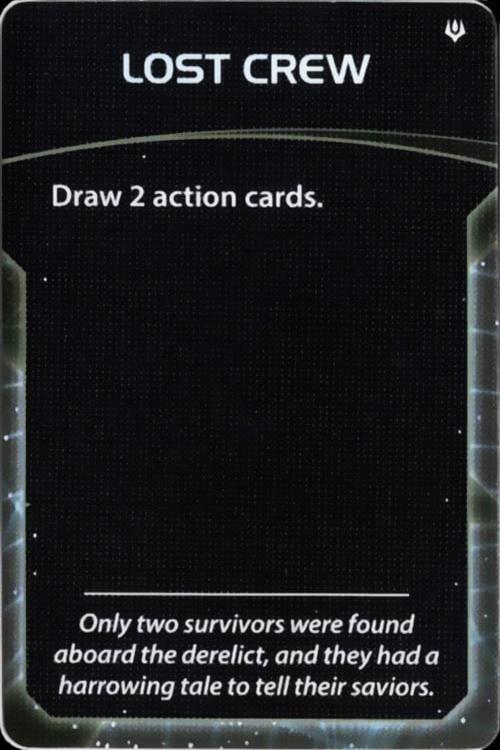 LOST CREW
Draw 2 action cards.
Only two survivors were found
aboard the derelict, and they had a
harrowing tale to tell their saviors.